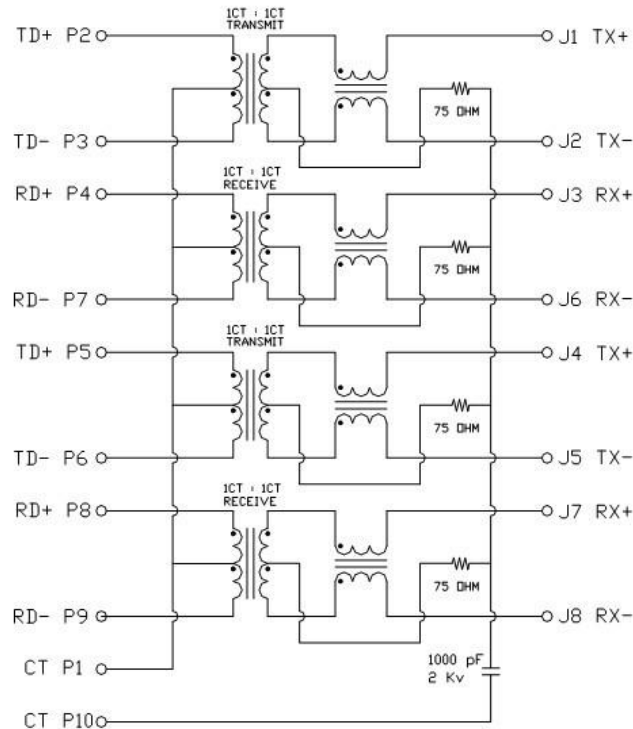 1CT : 1CT
TRANSMIT
TD+ P2
J1 TX+
75 OHM
TD- P3
J2 TX-
1CT : 1CT
RECEIVE
RD+ P4
J3 RX+
75 OHM
RD- P7
J6 RX-
1CT : 1CT
TRANSMIT
TD+ P5
J4 TX+
75 OHM
TD- P6
J5 TX-
1CT : 1CT
RECEIVE
RD+ P8
J7 RX+
75 OHM
RD- P9
J8 RX-
CT P1
1000 pF
2 Kv
CT P10